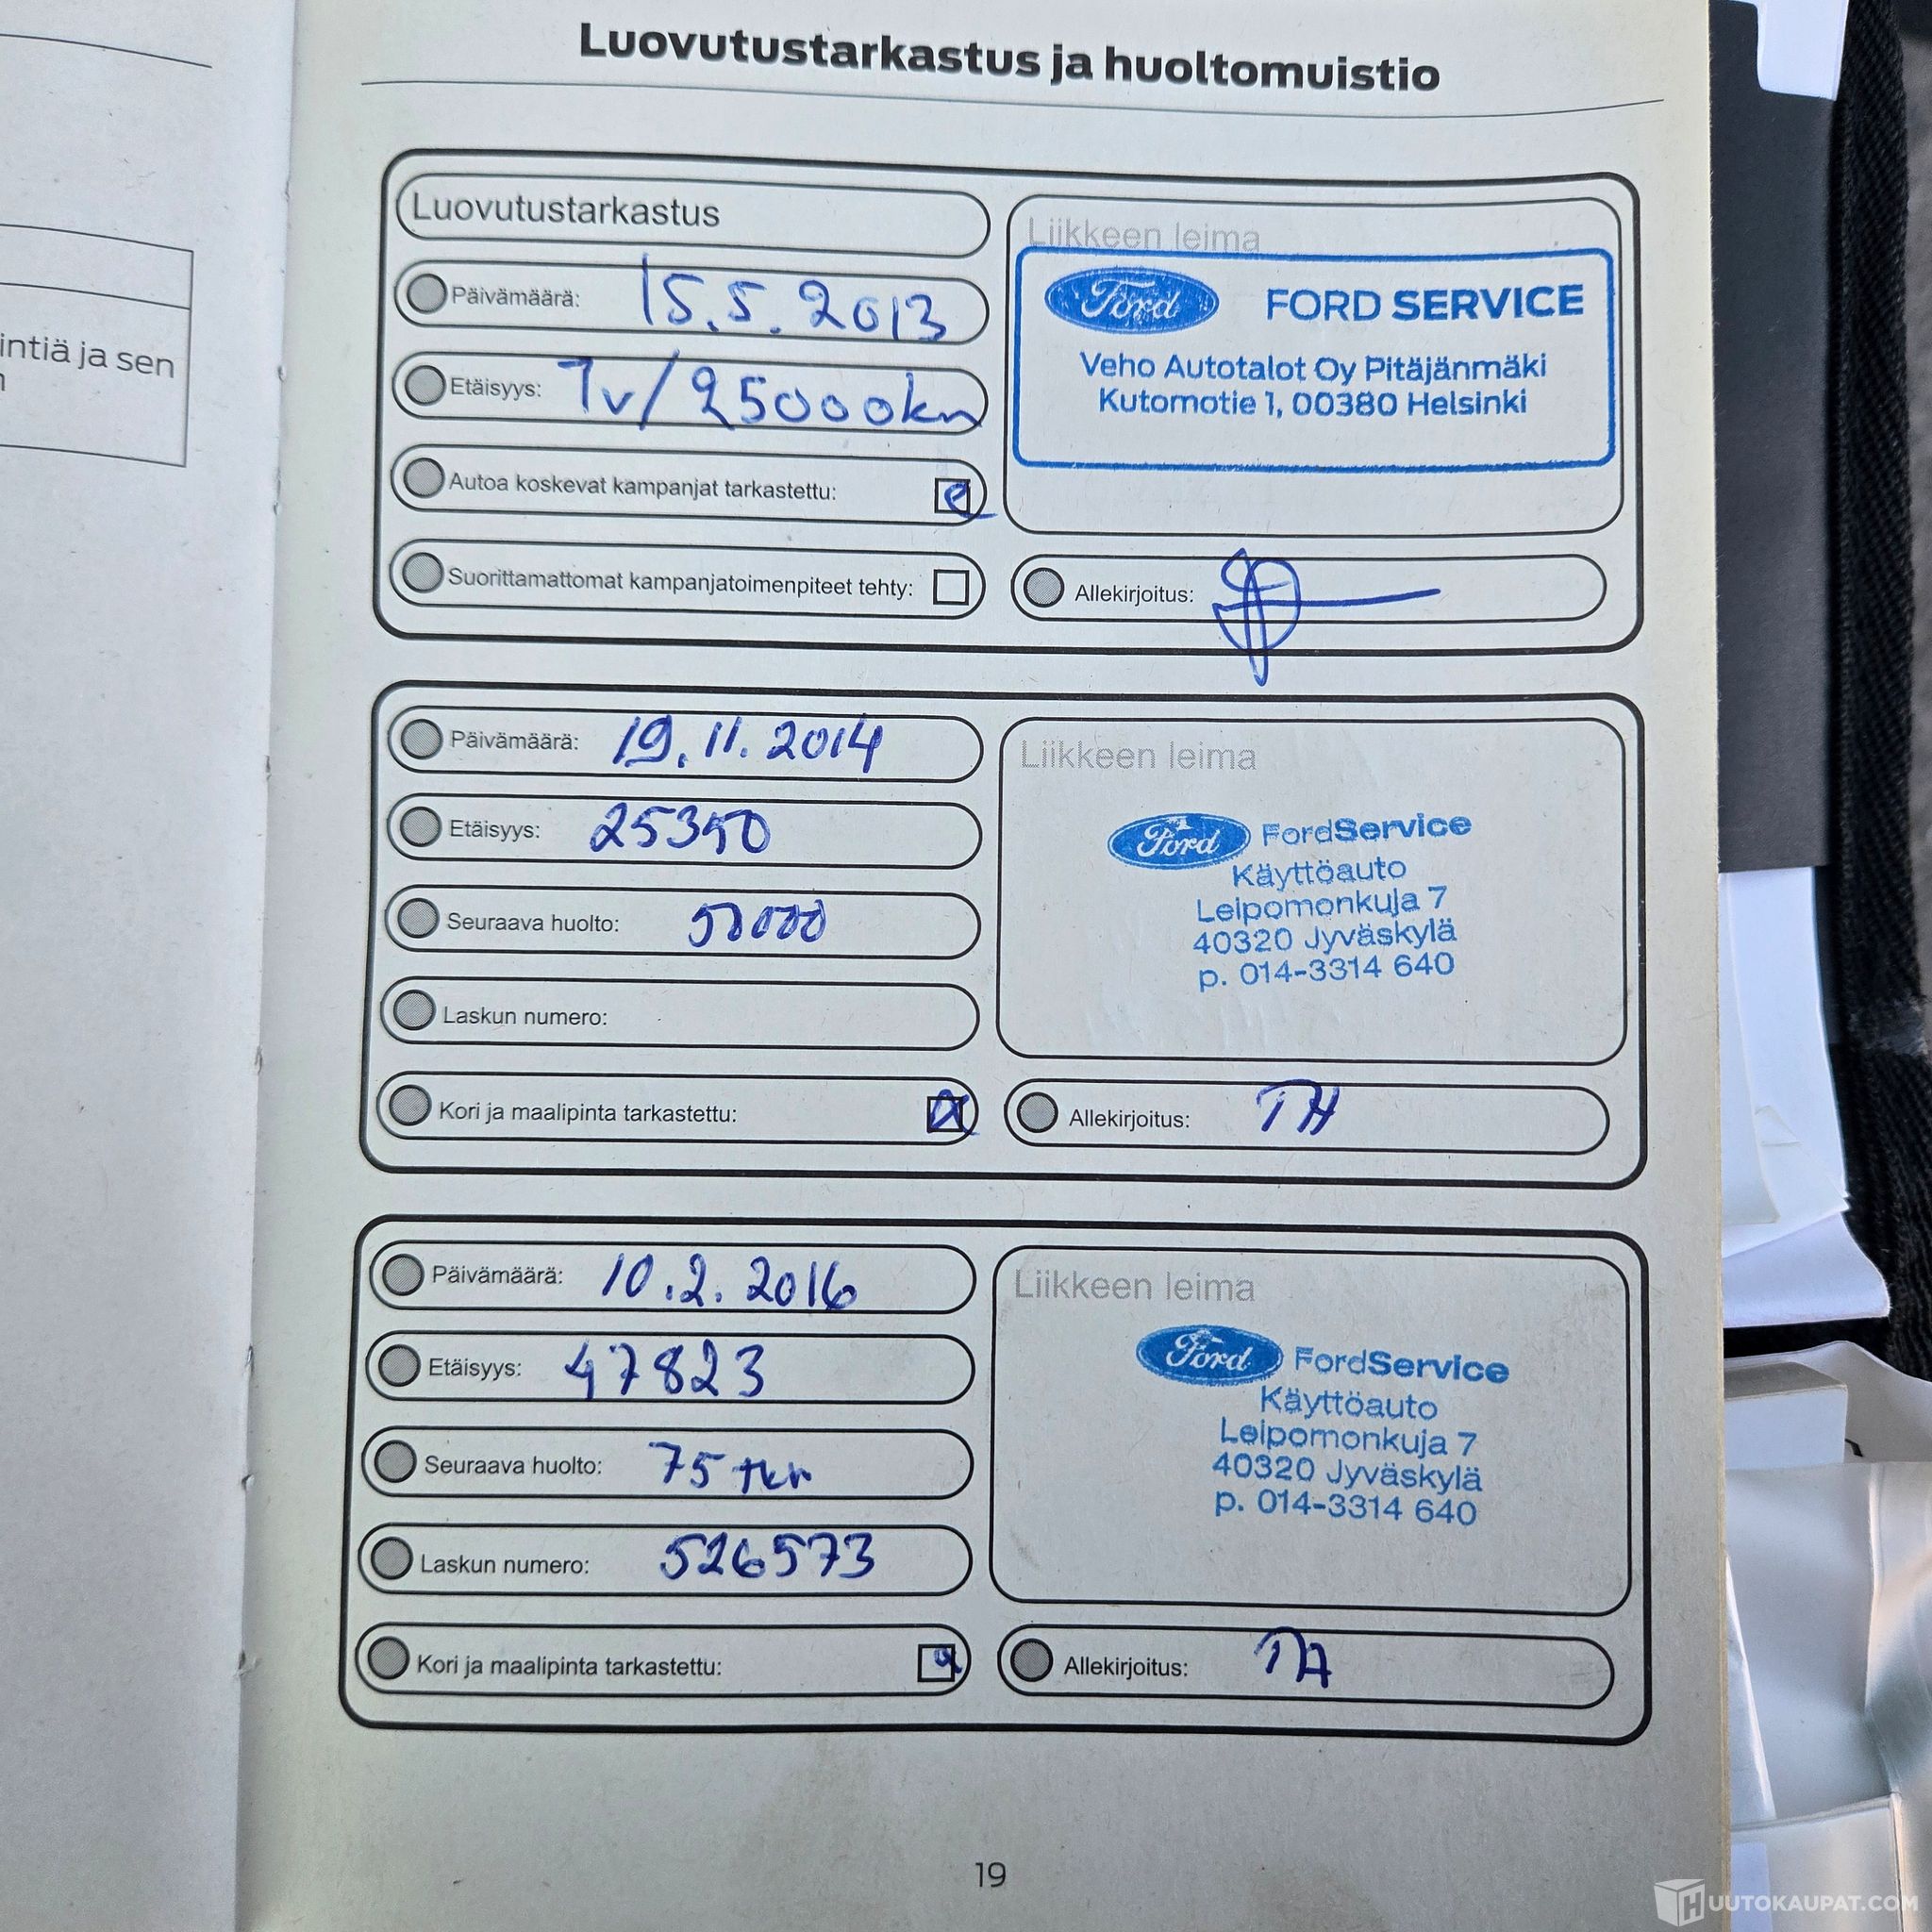 Luovutustarkastus ja huoltomuistio
intiä ja sen
Luovutustarkastus
Päivämäärä: 15.5.2013
Etäisyys: 1v/25000km
Autoa koskevat kampanjat tarkastettu:
Suorittamattomat kampanjatoimenpiteet tehty:
Liikkeen leima
Ford FORD SERVICE
Veho Autotalot Oy Pitäjänmäki
Kutomotie 1, 00380 Helsinki
Allekirjoitus:
Päivämäärä: 19.11.2014
Etäisyys: 25350
Seuraava huolto: 50000
Laskun numero:
Kori ja maalipinta tarkastettu:
Liikkeen leima
Ford FordService
Käyttöauto
Leipomonkuja 7
40320 Jyväskylä
p. 014-3314 640
Allekirjoitus: TH
Päivämäärä: 10.2.2016
Etäisyys: 47823
Seuraava huolto: 75 tkm
Laskun numero: 526573
Kori ja maalipinta tarkastettu:
Liikkeen leima
Ford FordService
Käyttöauto
Leipomonkuja 7
40320 Jyväskylä
p. 014-3314 640
Allekirjoitus: TH
19
HUUTOKAUPAT.COM